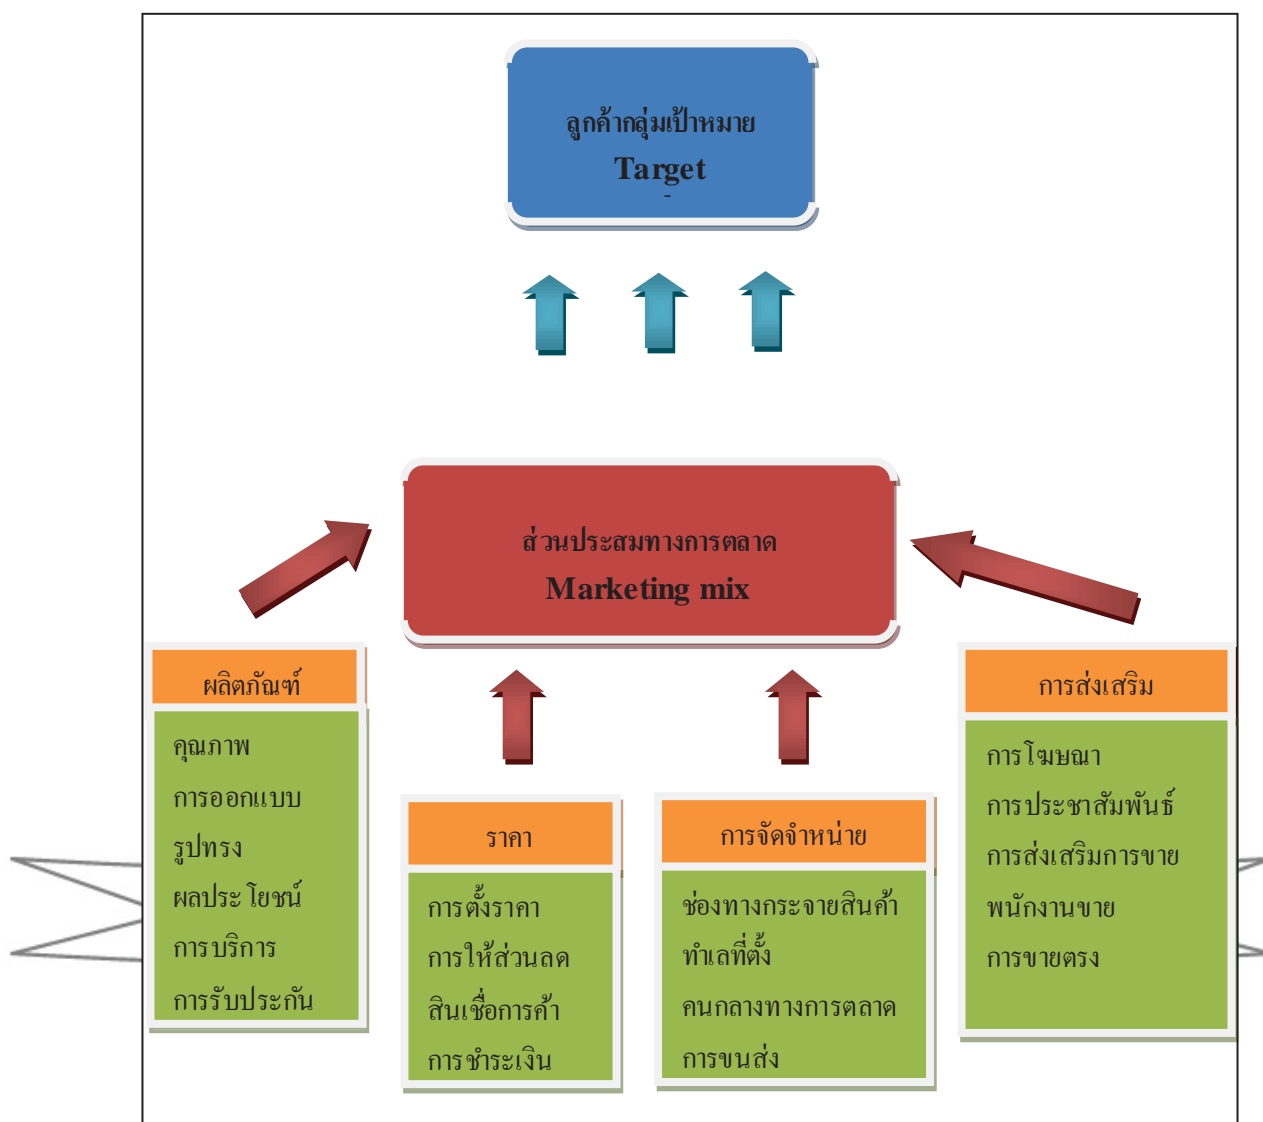 ลูกค้ากลุ่มเป้าหมาย
Target
ส่วนประสมทางการตลาด
Marketing mix
ผลิตภัณฑ์
คุณภาพ
การออกแบบ
รูปทรง
ผลประโยชน์
การบริการ
การรับประกัน
ราคา
การตั้งราคา
การให้ส่วนลด
สินเชื่อการค้า
การชำระเงิน
การจัดจำหน่าย
ช่องทางกระจายสินค้า
ทำเลที่ตั้ง
คนกลางทางการตลาด
การขนส่ง
การส่งเสริม
การโฆษณา
การประชาสัมพันธ์
การส่งเสริมการขาย
พนักงานขาย
การขายตรง